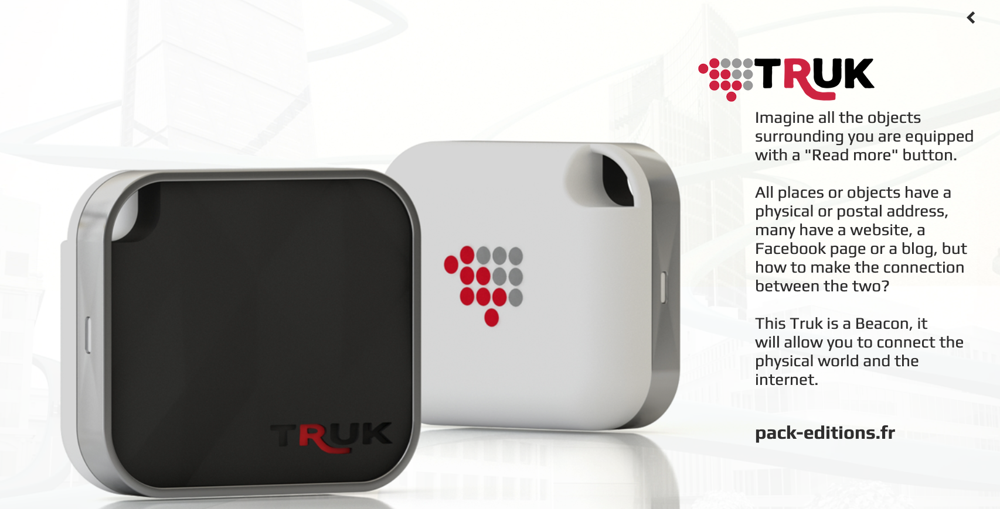 TRUK
Imagine all the objects
surrounding you are equipped
with a "Read more" button.
All places or objects have a
physical or postal address,
many have a website, a
Facebook page or a blog, but
how to make the connection
between the two?
This Truk is a Beacon, it
will allow you to connect the
physical world and the
internet.
pack-editions.fr
TRUK